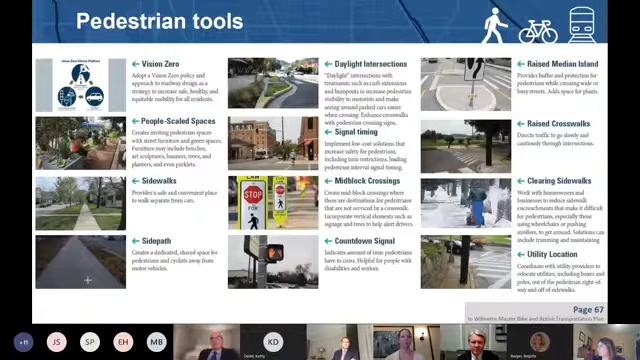 Pedestrian tools
Vision Zero
Adopt a Vision Zero policy and
approach to roadway design as a
strategy to increase safe, healthy, and
equitable mobility for all residents.
People-Scaled Spaces
Create inviting pedestrian spaces
with street furniture and green spaces.
Furniture may include benches,
art sculptures, banners, trees, and
planters, and even parklets.
Sidewalks
Provides a safe and convenient place
to walk separate from cars.
Sidepath
Create a dedicated, shared space for
pedestrians and cyclists away from
motor vehicles.
Daylight Intersections
"Daylight" intersections with
treatments such as curb extensions
and bumpouts to increase pedestrian
visibility to motorists and make
seeing around parked cars easier
when crossing. Enhance crosswalks
with pedestrian crossing signs.
Signal timing
Implement low-cost solutions that
increase safety for pedestrians,
including turn restrictions, leading
pedestrian interval signal timing.
Midblock Crossings
Create mid-block crossings where
there are destinations for pedestrians
that are not serviced by a crosswalk.
Incorporate vertical elements such as
signage and trees to help alert drivers.
LAW
STOP
FOR
Countdown Signal
Indicates amount of time pedestrians
have to cross. Helpful for people with
disabilities and seniors.
Raised Median Island
Provides buffer and protection for
pedestrians while crossing wide or
busy streets. Adds space for plants.
Raised Crosswalks
Directs traffic to go slowly and
cautiously through intersections.
Clearing Sidewalks
Work with homeowners and
businesses to reduce sidewalk
encroachments that make it difficult for
pedestrians, especially those
using wheelchairs or pushing
strollers, to get around. Solutions can
include trimming and maintaining
Utility Location
Coordinate with utility providers to
relocate utilities, including boxes and
poles, out of the pedestrian right-of-
way and off of sidewalks.
Page 67
in Wilmette Master Bike and Active Transportation Plan
+11
JS
SP
EH
MB
KD